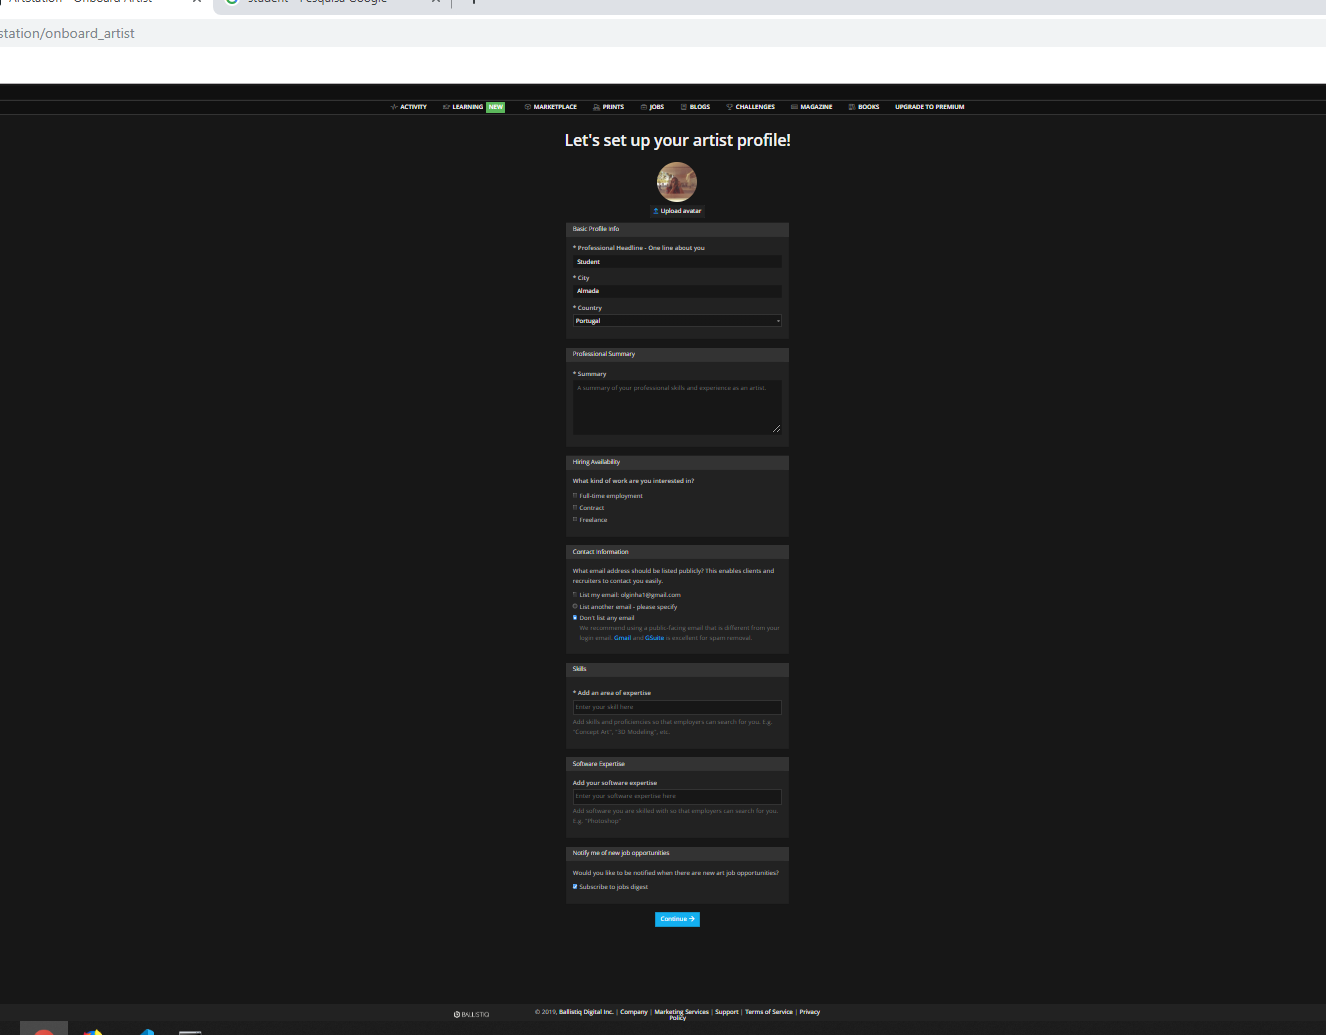 Artstation - Onboard Artist
student - Pesquisa Google
station/onboard_artist
ACTIVITY LEARNING NEW MARKETPLACE PRINTS JOBS BLOGS CHALLENGES MAGAZINE BOOKS UPGRADE TO PREMIUM
Let's set up your artist profile!
Upload avatar
Basic Profile Info
* Professional Headline - One line about you
Student
* City
Almada
* Country
Portugal
Professional Summary
* Summary
A summary of your professional skills and experience as an artist.
Hiring Availability
What kind of work are you interested in?
Full-time employment
Contract
Freelance
Contact Information
What email address should be listed publicly? This enables clients and
recruiters to contact you easily.
List my email: olginha1@gmail.com
List another email - please specify
Don't list any email
We recommend using a public-facing email that is different from your
login email. Gmail and GSuite is excellent for spam removal.
Skills
* Add an area of expertise
Enter your skill here
Add skills and proficiencies so that employers can search for you. E.g.
"Concept Art", "3D Modeling", etc.
Software Expertise
Add your software expertise
Enter your software expertise here
Add software you are skilled with so that employers can search for you.
E.g. "Photoshop"
Notify me of new job opportunities
Would you like to be notified when there are new art job opportunities?
Subscribe to jobs digest
Continue →
BALLISTIQ
© 2019, Ballistiq Digital Inc. | Company | Marketing Services | Support | Terms of Service | Privacy
Policy